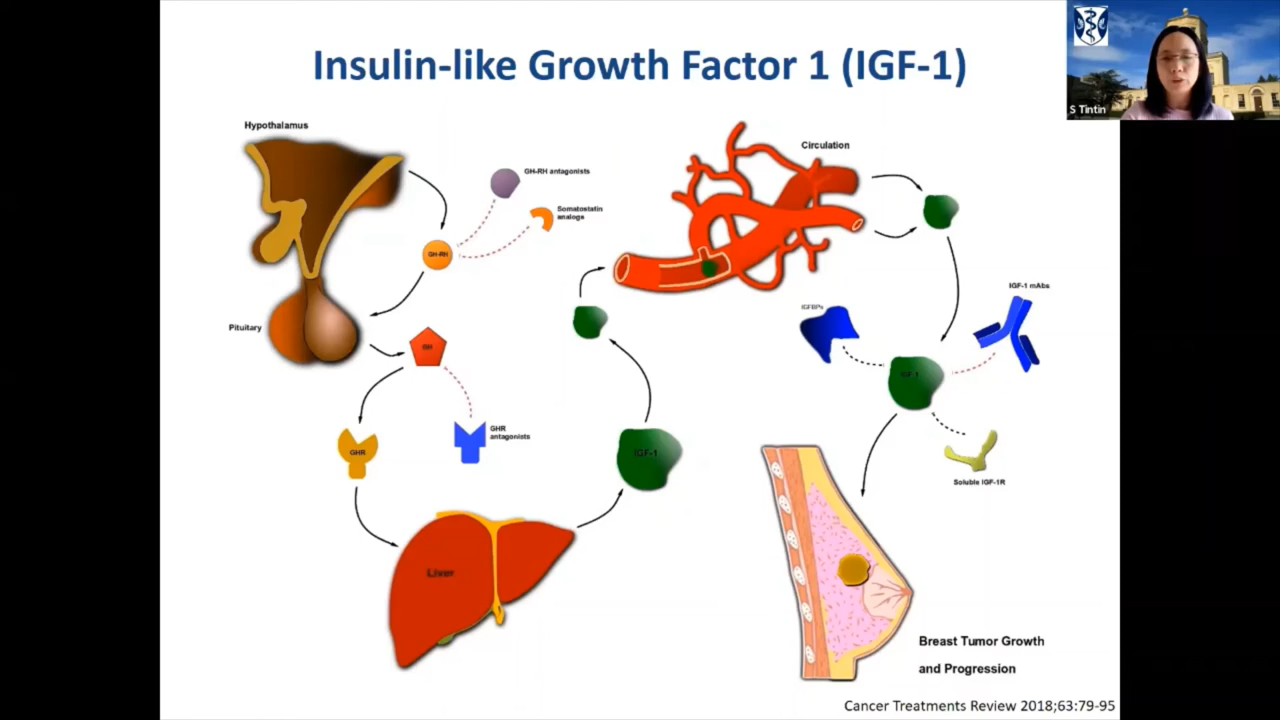 Insulin-like Growth Factor 1 (IGF-1)
S Tintin
Hypothalamus
GH-RH antagonists
Somatostatin
analogs
GH-RH
Pituitary
GH
GHR
antagonists
GHR
Liver
IGF-1
Circulation
IGFBPs
IGF-1 mAbs
IGF-1
Soluble IGF-1R
Breast Tumor Growth
and Progression
Cancer Treatments Review 2018;63:79-95